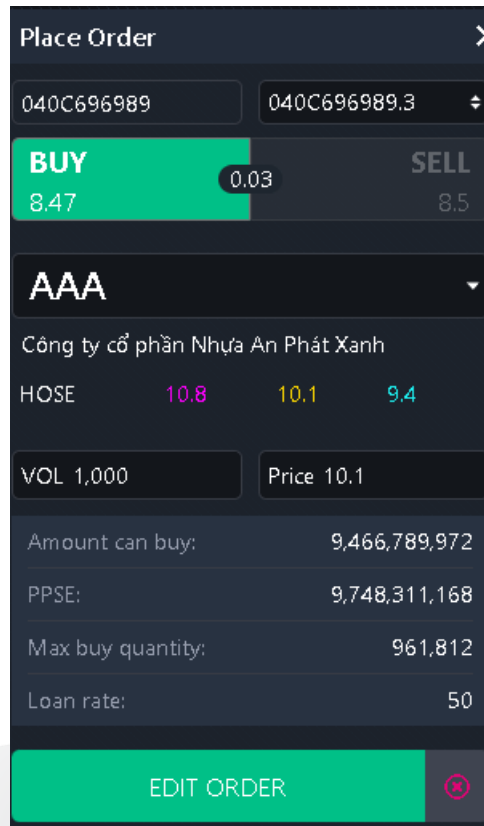 Place Order
040C696989 040C696989.3
BUY SELL
0.03
8.47 8.5
AAA
Công ty cổ phần Nhựa An Phát Xanh
HOSE 10.8 10.1 9.4
VOL 1,000 Price 10.1
Amount can buy: 9,466,789,972
PPSE: 9,748,311,168
Max buy quantity: 961,812
Loan rate: 50
EDIT ORDER